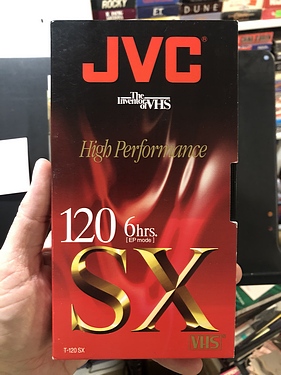 ROCKY
DUNE
JVC®
The
Inventor
of VHS
High Performance
120 6hrs.
[EP mode]
SX
VHS
T-120 SX